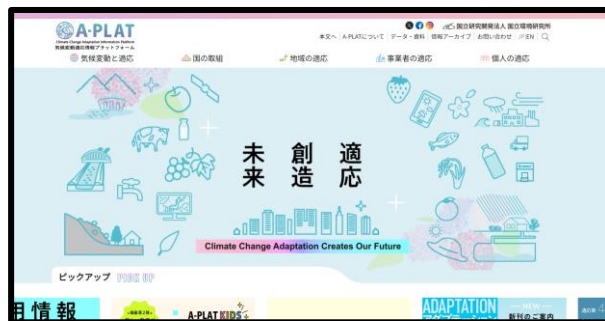 国立研究開発法人 国立環境研究所
A-PLAT
Climate Change Adaptation Information Platform
気候変動適応情報プラットフォーム
本文へ A-PLATについて データ・資料 情報アーカイブ お問い合わせ EN
気候変動と適応 国の取組 地域の適応 事業者の適応 個人の適応
適応
創造
未来
Climate Change Adaptation Creates Our Future
ピックアップ PICK UP
用情報
A-PLAT KIDS
ADAPTATION
NEW
新刊のご案内